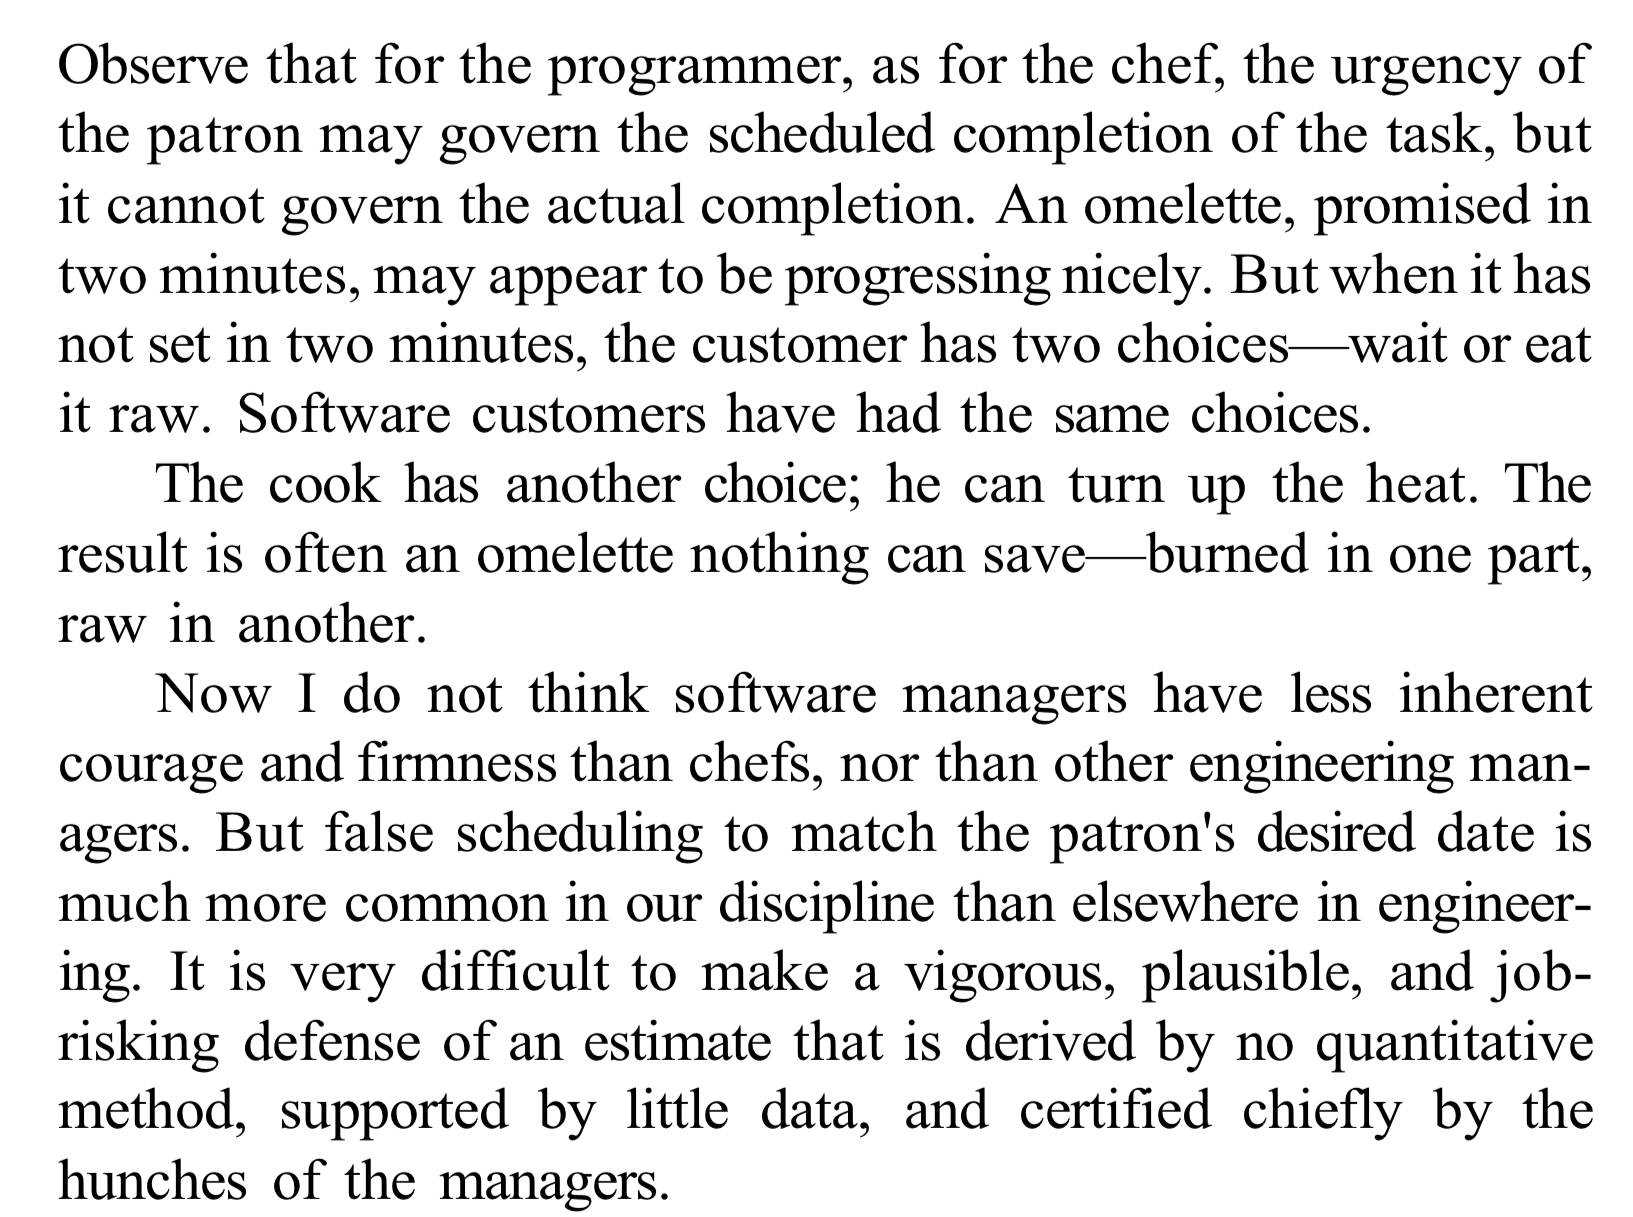 Observe that for the programmer, as for the chef, the urgency of
the patron may govern the scheduled completion of the task, but
it cannot govern the actual completion. An omelette, promised in
two minutes, may appear to be progressing nicely. But when it has
not set in two minutes, the customer has two choices—wait or eat
it raw. Software customers have had the same choices.
The cook has another choice; he can turn up the heat. The
result is often an omelette nothing can save—burned in one part,
raw in another.
Now I do not think software managers have less inherent
courage and firmness than chefs, nor than other engineering man-
agers. But false scheduling to match the patron's desired date is
much more common in our discipline than elsewhere in engineer-
ing. It is very difficult to make a vigorous, plausible, and job-
risking defense of an estimate that is derived by no quantitative
method, supported by little data, and certified chiefly by the
hunches of the managers.